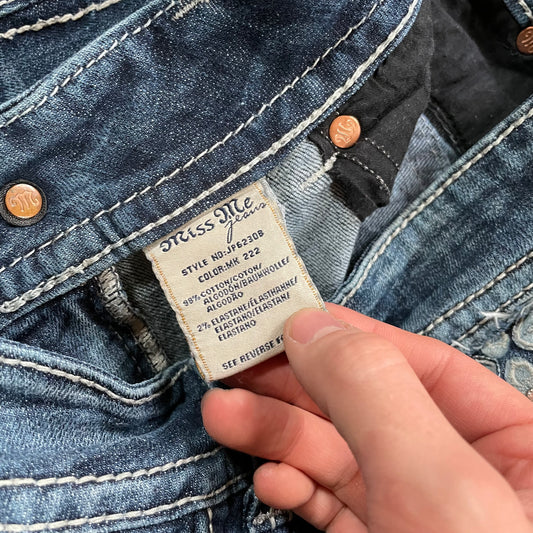 Miss Me
jeans
STYLE NO:JP6230B
COLOR:MK 222
98% COTTON/COTON/
ALGODÓN/BAUMWOLLE/
ALGODÃO
2% ELASTANE/ÉLASTHANNE/
ELASTANO/ELASTAN/
ELASTANO
SEE REVERSE F
M
M
M